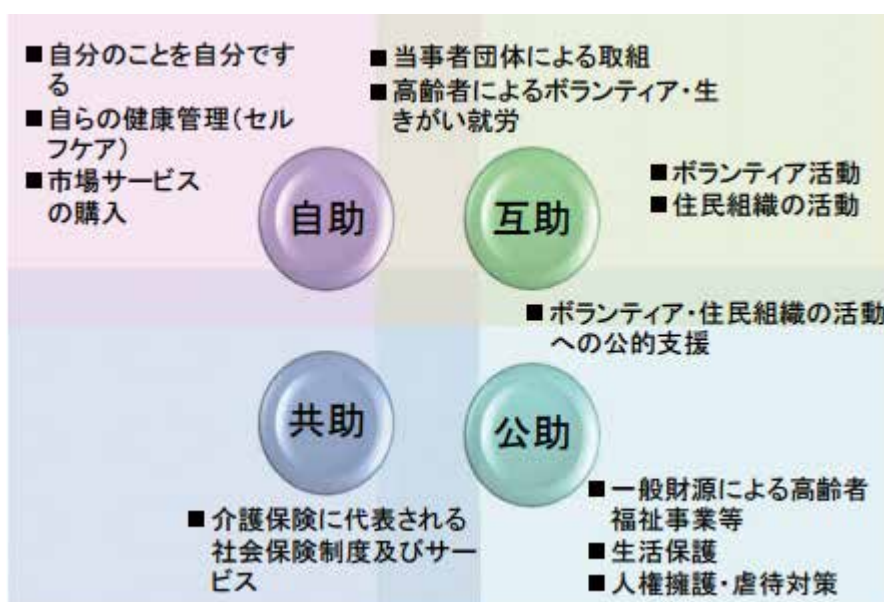 ■自分のことを自分です
る
■自らの健康管理(セル
フケア)
■市場サービス
の購入
■当事者団体による取組
■高齢者によるボランティア・生
きがい就労
自助
互助
■ボランティア活動
■住民組織の活動
■ボランティア・住民組織の活動
への公的支援
共助
公助
■介護保険に代表される
社会保険制度及びサー
ビス
■一般財源による高齢者
福祉事業等
■生活保護
■人権擁護・虐待対策